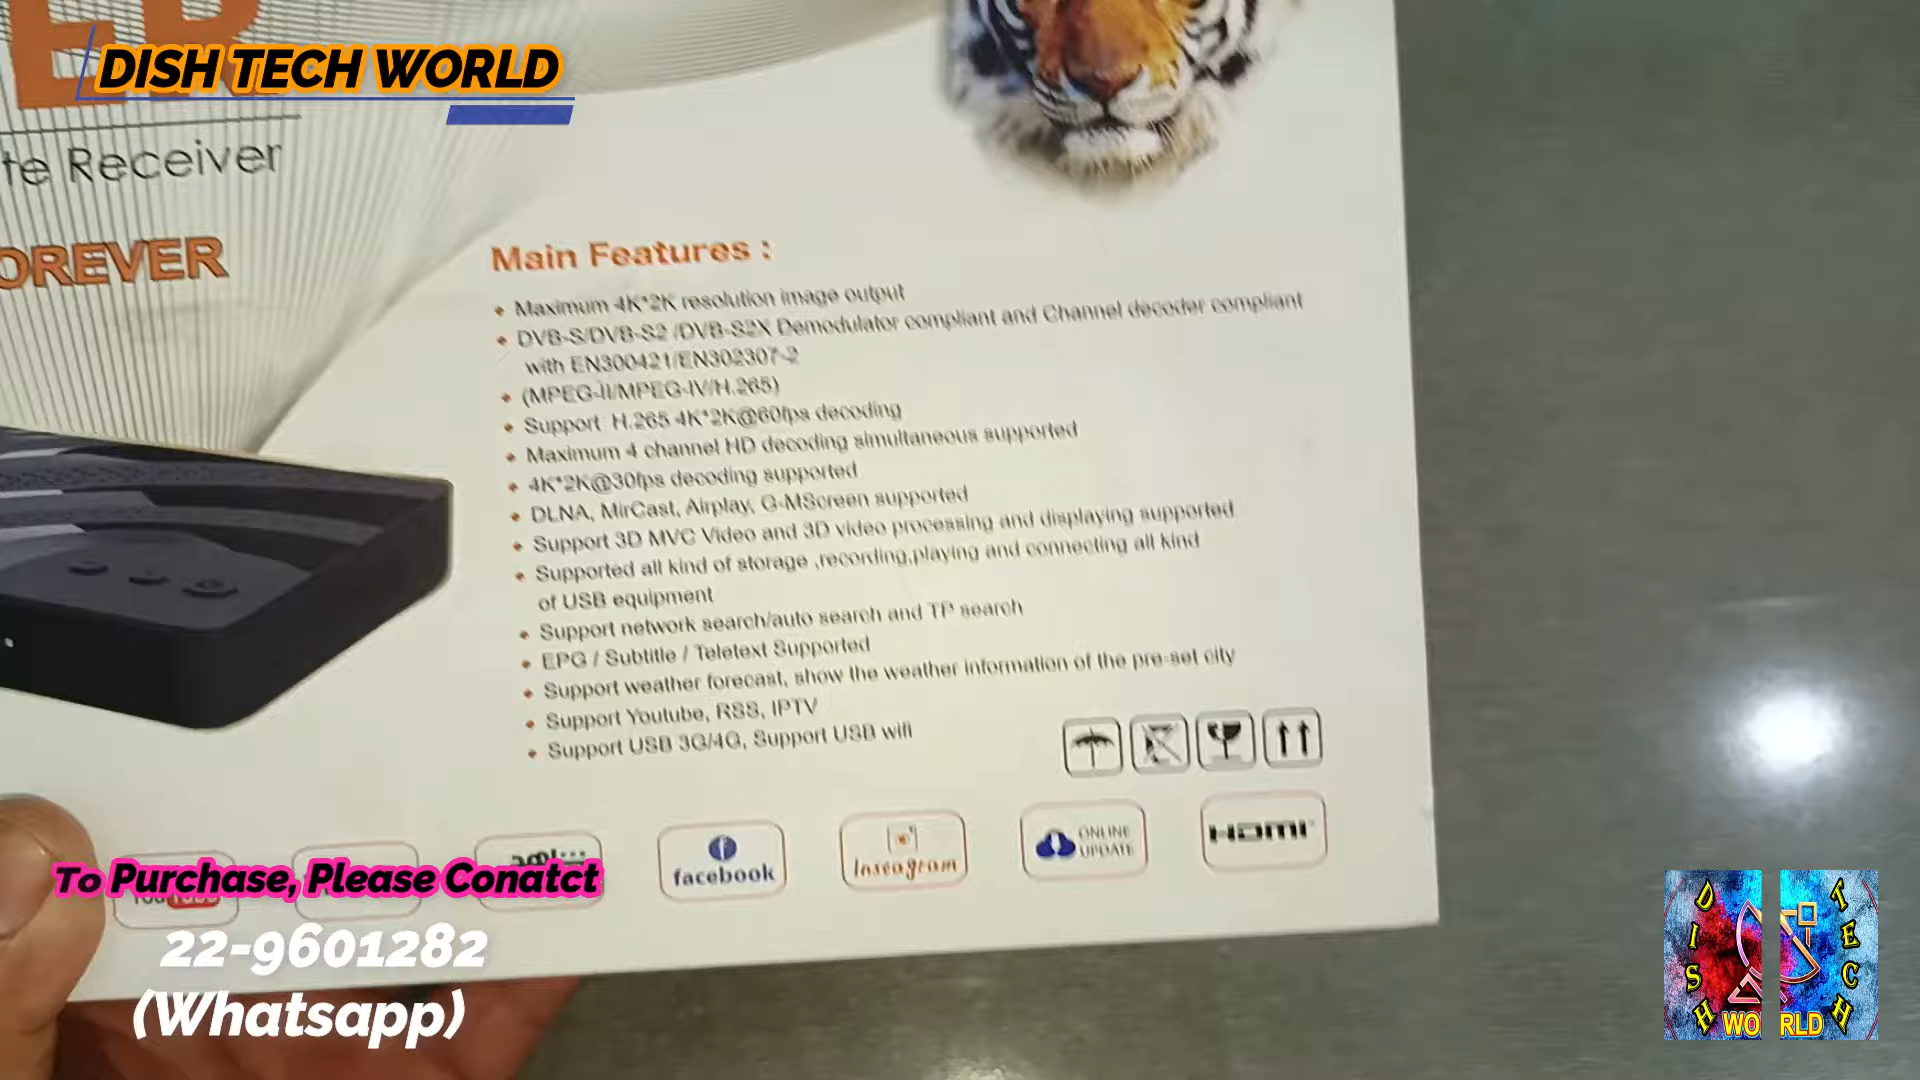 ER
DISH TECH WORLD
te Receiver
OREVER
Main Features :
Maximum 4K*2K resolution image output
DVB-S/DVB-S2 /DVB-S2X Demodulator compliant and Channel decoder compliant
with EN300421/EN302307-2
(MPEG-II/MPEG-IV/H.265)
Support H.265 4K*2K@60fps decoding
Maximum 4 channel HD decoding simultaneous supported
4K*2K@30fps decoding supported
DLNA, MirCast, Airplay, G-MScreen supported
Support 3D MVC Video and 3D video processing and displaying supported
Supported all kind of storage ,recording,playing and connecting all kind
of USB equipment
Support network search/auto search and TP search
EPG / Subtitle / Teletext Supported
Support weather forecast, show the weather information of the pre-set city
Support Youtube, RSS, IPTV
Support USB 3G/4G, Support USB wifi
facebook
Inseagram
ONLINE
UPDATE
HDMI
To Purchase, Please Conatct
22-9601282
(Whatsapp)
DISH
TECH
WORLD